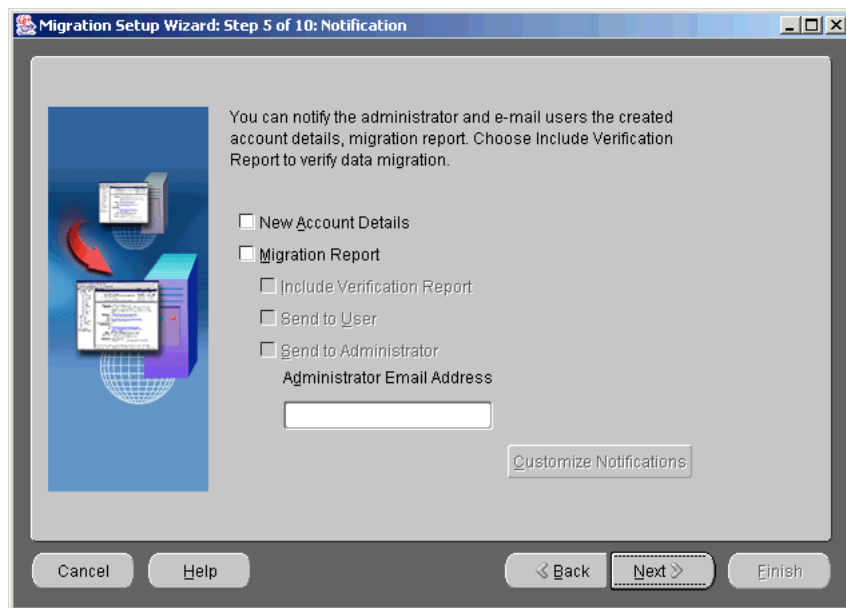 Migration Setup Wizard: Step 5 of 10: Notification
You can notify the administrator and e-mail users the created
account details, migration report. Choose Include Verification
Report to verify data migration.
New Account Details
Migration Report
Include Verification Report
Send to User
Send to Administrator
Administrator Email Address
Customize Notifications
Cancel
Help
Back
Next
Finish